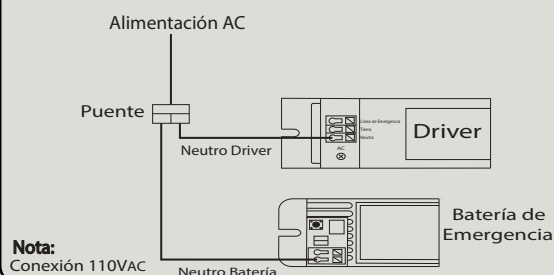 Alimentación AC
Puente
Línea de Emergencia
Tierra
Neutro
AC
Driver
Neutro Driver
Batería de
Emergencia
Nota:
Conexión 110VAC
Neutro Batería